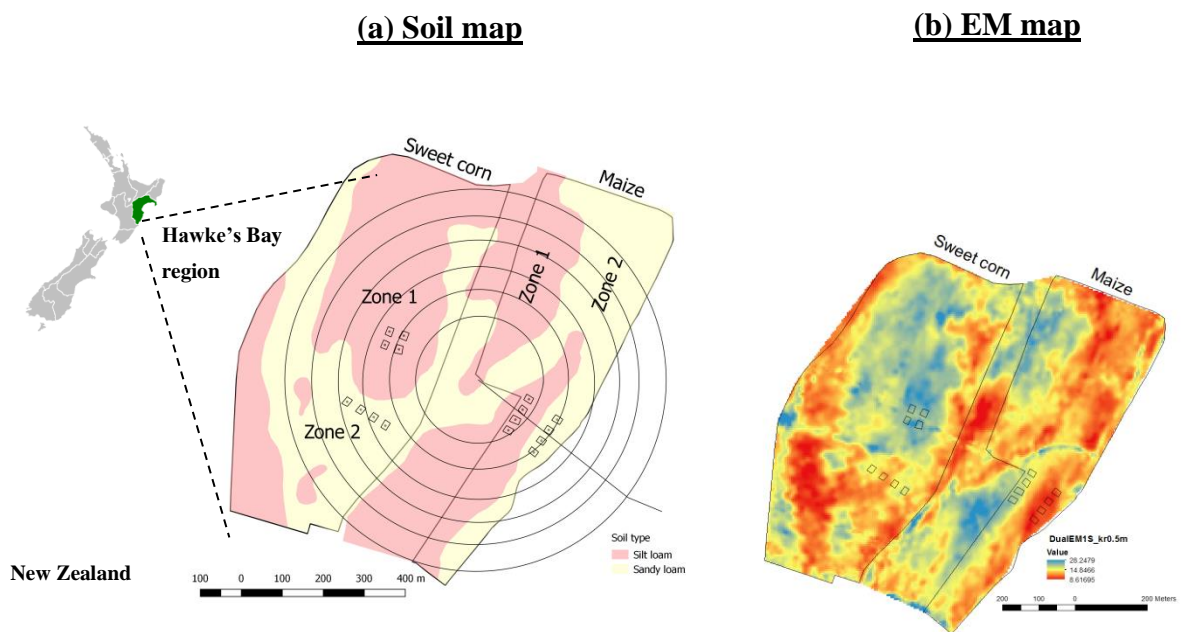 (a) Soil map
(b) EM map
Sweet corn
Maize
Hawke's Bay
region
Zone 1
Zone 1
Zone 2
Zone 2
New Zealand
Soil type
Silt loam
Sandy loam
100 0 100 200 300 400 m
Sweet corn
Maize
DualEM1S_kr0.5m
Value
28.2479
14.8466
8.61695
200 100 0 200 Meters